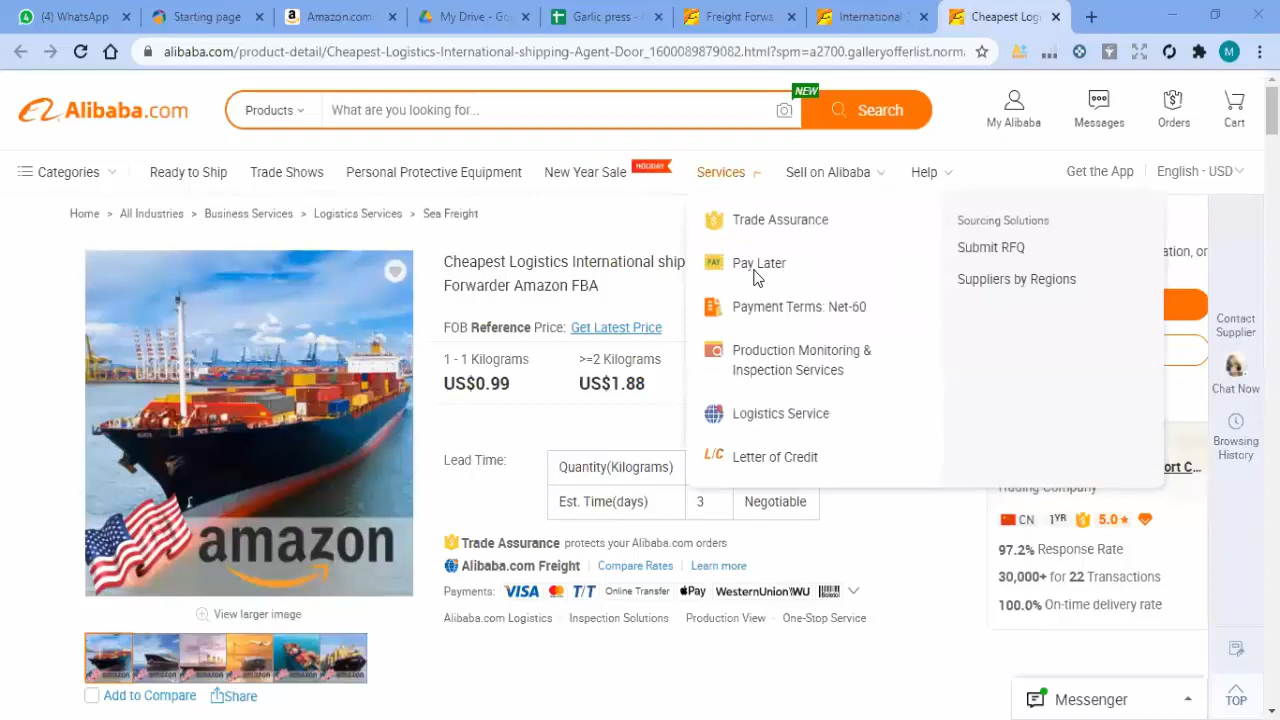 4
Shipping prep
Amazon.com
My Drive - Go
Garlic press -
Freight Forwa
International
Cheapest Log
alibaba.com/product-detail/Cheapest-Logistics-International-shipping-Agent-Door_1600089879082.html?spm=a2700.galleryofferlist.norm
M
Alibaba.com
Products
What are you looking for...
NEW
Search
My Alibaba
Messages
Orders
Cart
Categories
Ready to Ship
Trade Shows
Personal Protective Equipment
New Year Sale
HOLIDAY
Services
Sell on Alibaba
Help
Get the App
English - USD
Home > All Industries > Business Services > Logistics Services > Sea Freight
Trade Assurance
PAY Pay Later
Payment Terms: Net-60
Production Monitoring &
Inspection Services
Logistics Service
L/C Letter of Credit
Sourcing Solutions
Submit RFQ
Suppliers by Regions
Cheapest Logistics International ship
Forwarder Amazon FBA
FOB Reference Price: Get Latest Price
1 - 1 Kilograms
>=2 Kilograms
US$0.99
US$1.88
Lead Time:
Quantity(Kilograms)
Est. Time(days)
3
Negotiable
Trade Assurance protects your Alibaba.com orders
Alibaba.com Freight
Compare Rates
Learn more
Payments: VISA T/T Online Transfer Pay WesternUnion WU
Alibaba.com Logistics
Inspection Solutions
Production View
One-Stop Service
amazon
View larger image
Add to Compare
Share
ation, or
ort C...
Trading Company
CN 1YR 5.0
97.2% Response Rate
30,000+ for 22 Transactions
100.0% On-time delivery rate
Contact
Supplier
Chat Now
Browsing
History
Messenger
TOP